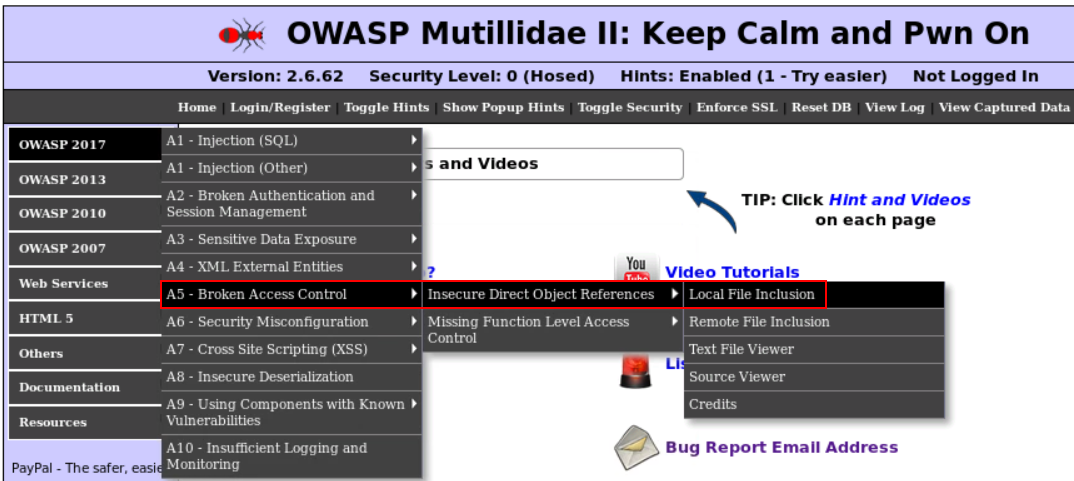 OWASP Mutillidae II: Keep Calm and Pwn On
Version: 2.6.62 Security Level: 0 (Hosed) Hints: Enabled (1 - Try easier) Not Logged In
Home | Login/Register | Toggle Hints | Show Popup Hints | Toggle Security | Enforce SSL | Reset DB | View Log | View Captured Data
OWASP 2017
OWASP 2013
OWASP 2010
OWASP 2007
Web Services
HTML 5
Others
Documentation
Resources
PayPal - The safer, easie
A1 - Injection (SQL)
A1 - Injection (Other)
A2 - Broken Authentication and
Session Management
A3 - Sensitive Data Exposure
A4 - XML External Entities
A5 - Broken Access Control
A6 - Security Misconfiguration
A7 - Cross Site Scripting (XSS)
A8 - Insecure Deserialization
A9 - Using Components with Known
Vulnerabilities
A10 - Insufficient Logging and
Monitoring
Insecure Direct Object References
Missing Function Level Access
Control
Local File Inclusion
Remote File Inclusion
Text File Viewer
Source Viewer
Credits
s and Videos
TIP: Click Hint and Videos
on each page
?
You
Tube
Video Tutorials
Lis
Bug Report Email Address